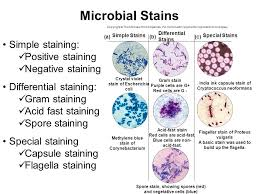 Microbial Stains
• Simple staining:
✓Positive staining
✓Negative staining
• Differential staining:
✓Gram staining
✓Acid fast staining
✓Spore staining
• Special staining
✓Capsule staining
✓Flagella staining
(a) Simple Stains
Crystal violet
stain of Escherichia
coli
Methylene blue
stain of
Corynebacterium
(b) Differential
Stains
Gram stain
Purple cells are G+
Red cells are G-
Acid-fast stain
Red cells are acid-fast.
Blue cells are non-
acid-fast.
Spore stain, showing spores (red)
and vegetative cells (blue)
(c) Special Stains
India ink capsule stain of
Cryptococcus neoformans
Flagellar stain of Proteus
vulgaris
A basic stain was used to
build up the flagella.